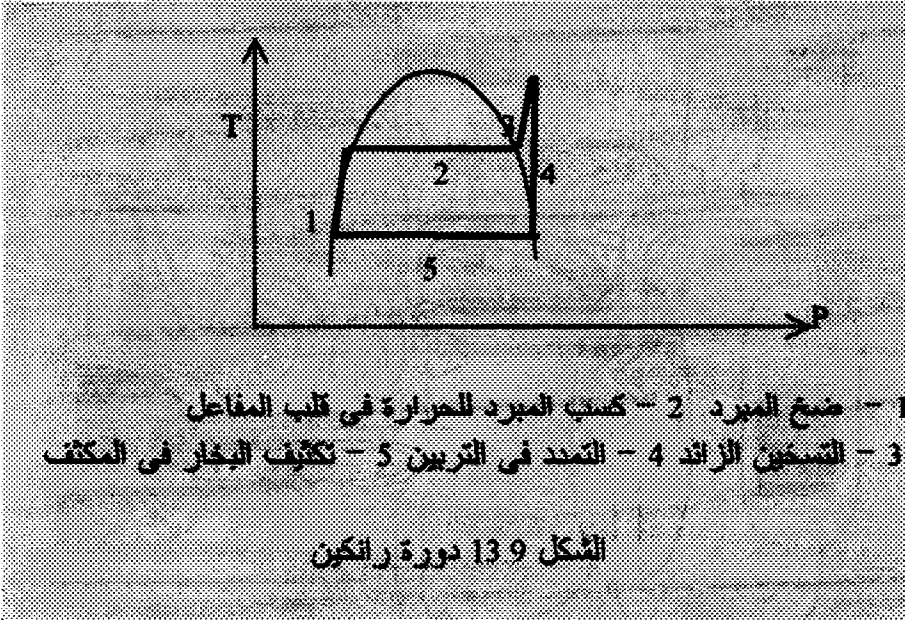 T
3
2
4
1
5
P
1 - ضخ المبرد 2 - كسب المبرد للحرارة في قلب المفاعل
3 - التسخين الزائد 4 - التمدد في التربين 5 - تكثيف البخار في المكثف
الشكل 13.9 دورة رانكين